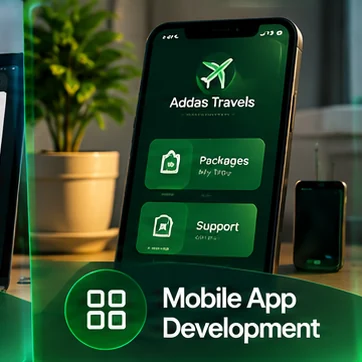 Addas Travels
Packages
Support
Mobile App
Development